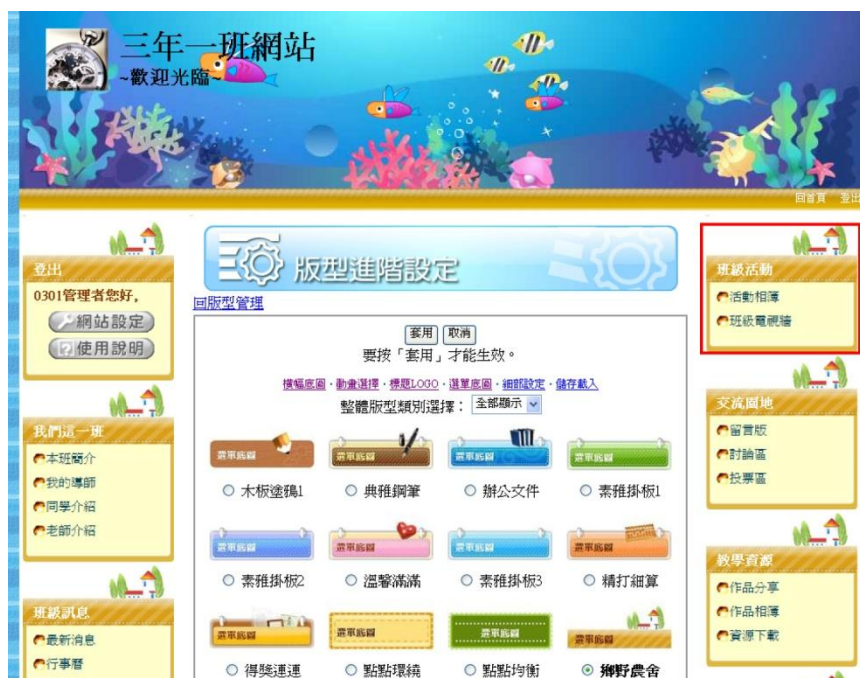 三年一班網站
~歡迎光臨~
回首頁 登出
登出
0301管理者您好,
網站設定
使用說明
我們這一班
本班簡介
我的導師
同學介紹
老師介紹
班級訊息
最新消息
行事曆
版型進階設定
回版型管理
套用 取消
要按「套用」才能生效。
橫幅底圖‧動畫選擇‧標題LOGO‧選單底圖‧細部設定‧儲存載入
整體版型類別選擇： 全部顯示
選單底圖 選單底圖 選單底圖 選單底圖
木板塗鴉1 典雅鋼筆 辦公文件 素雅掛板1
選單底圖 選單底圖 選單底圖 選單底圖
素雅掛板2 溫馨滿滿 素雅掛板3 精打細算
選單底圖 選單底圖 選單底圖 選單底圖
得獎連連 點點環繞 點點均衡 鄉野農舍
班級活動
活動相簿
班級電視牆
交流園地
留言版
討論區
投票區
教學資源
作品分享
作品相簿
資源下載